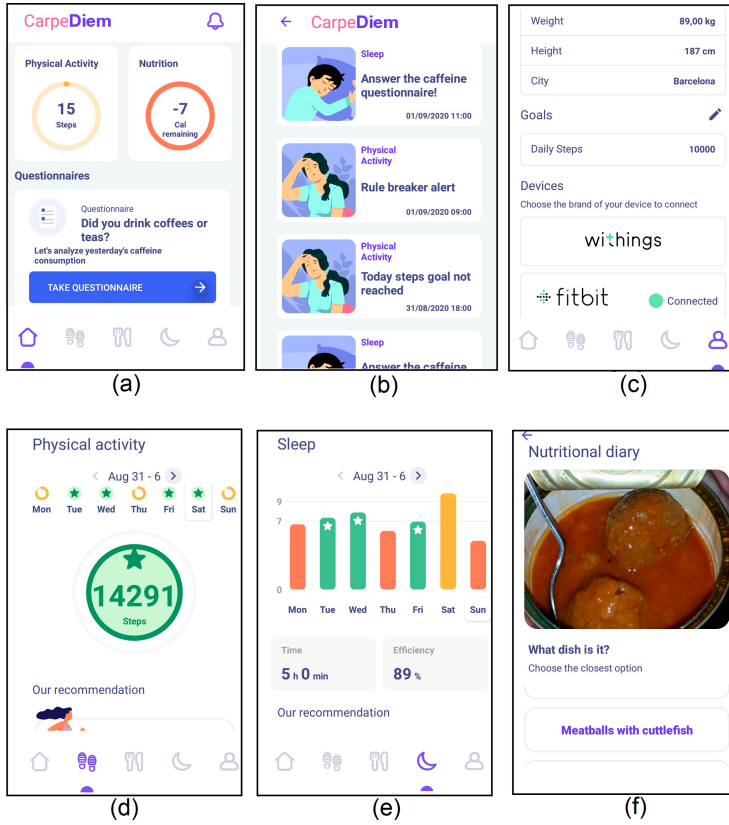 CarpeDiem
Physical Activity
15
Steps
Nutrition
-7
Cal
remaining
Questionnaires
Questionnaire
Did you drink coffees or
teas?
Let's analyze yesterday's caffeine
consumption
TAKE QUESTIONNAIRE
(a)
CarpeDiem
Sleep
Answer the caffeine
questionnaire!
01/09/2020 11:00
Physical
Activity
Rule breaker alert
01/09/2020 09:00
Physical
Activity
Today steps goal not
reached
31/08/2020 18:00
Sleep
Answer the caffeine
(b)
Weight 89,00 kg
Height 187 cm
City Barcelona
Goals
Daily Steps 10000
Devices
Choose the brand of your device to connect
withings
fitbit Connected
(c)
Physical activity
Aug 31 - 6
Mon Tue Wed Thu Fri Sat Sun
14291
Steps
Our recommendation
(d)
Sleep
Aug 31 - 6
9
7
0
Mon Tue Wed Thu Fri Sat Sun
Time
5 h 0 min
Efficiency
89 %
Our recommendation
(e)
Nutritional diary
What dish is it?
Choose the closest option
Meatballs with cuttlefish
(f)